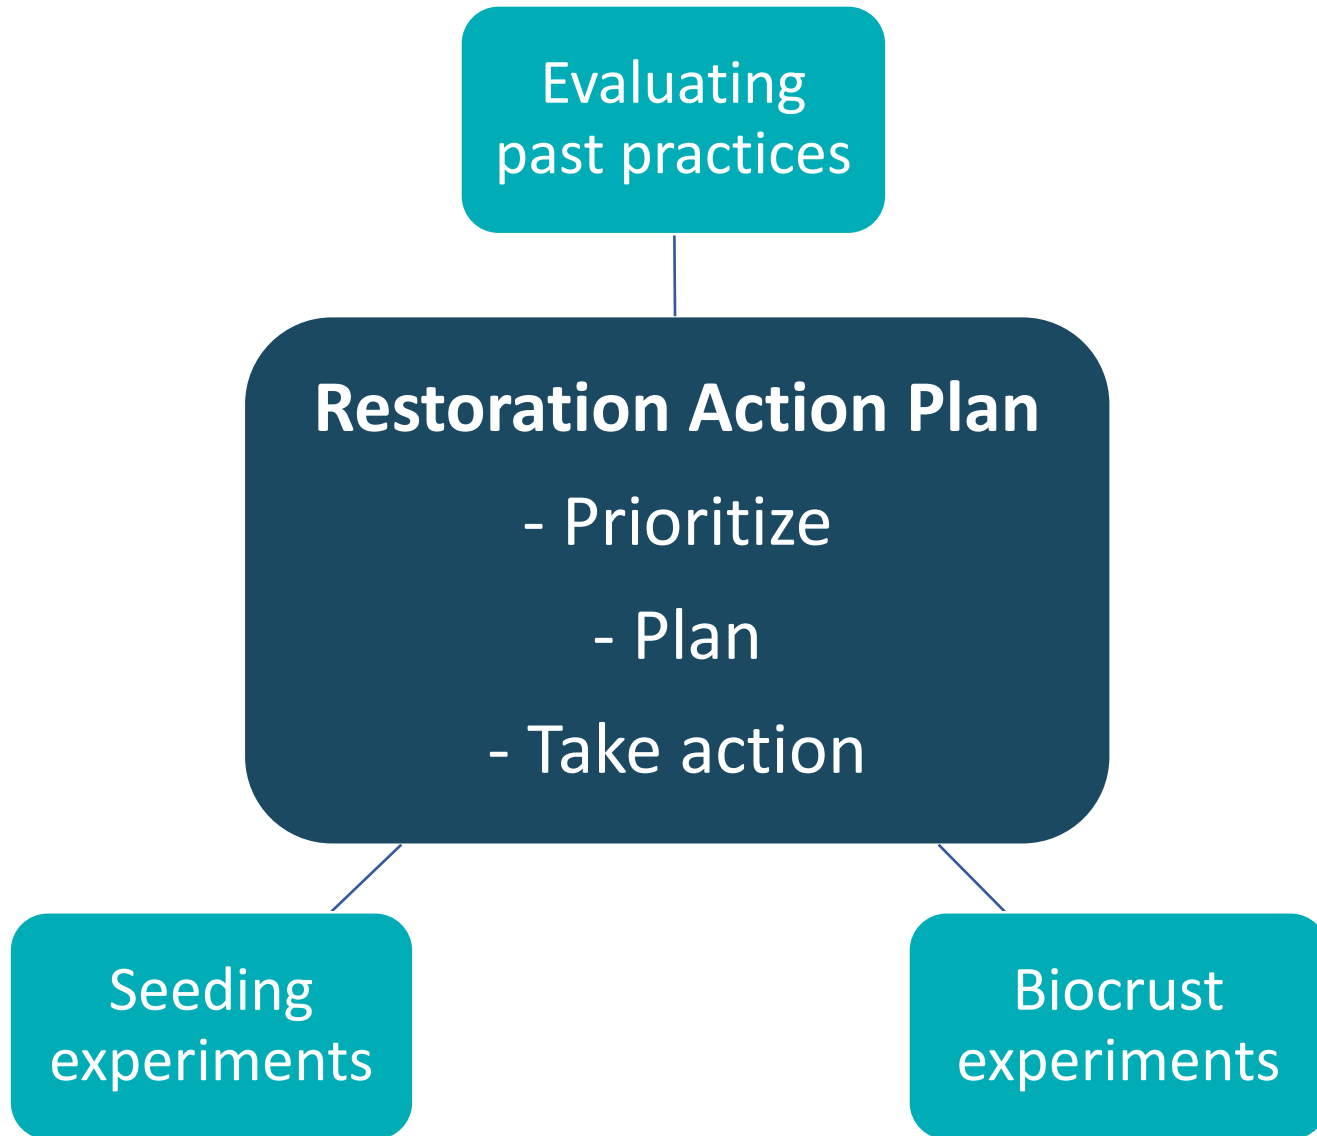 Evaluating
past practices
Restoration Action Plan
- Prioritize
- Plan
- Take action
Seeding
experiments
Biocrust
experiments